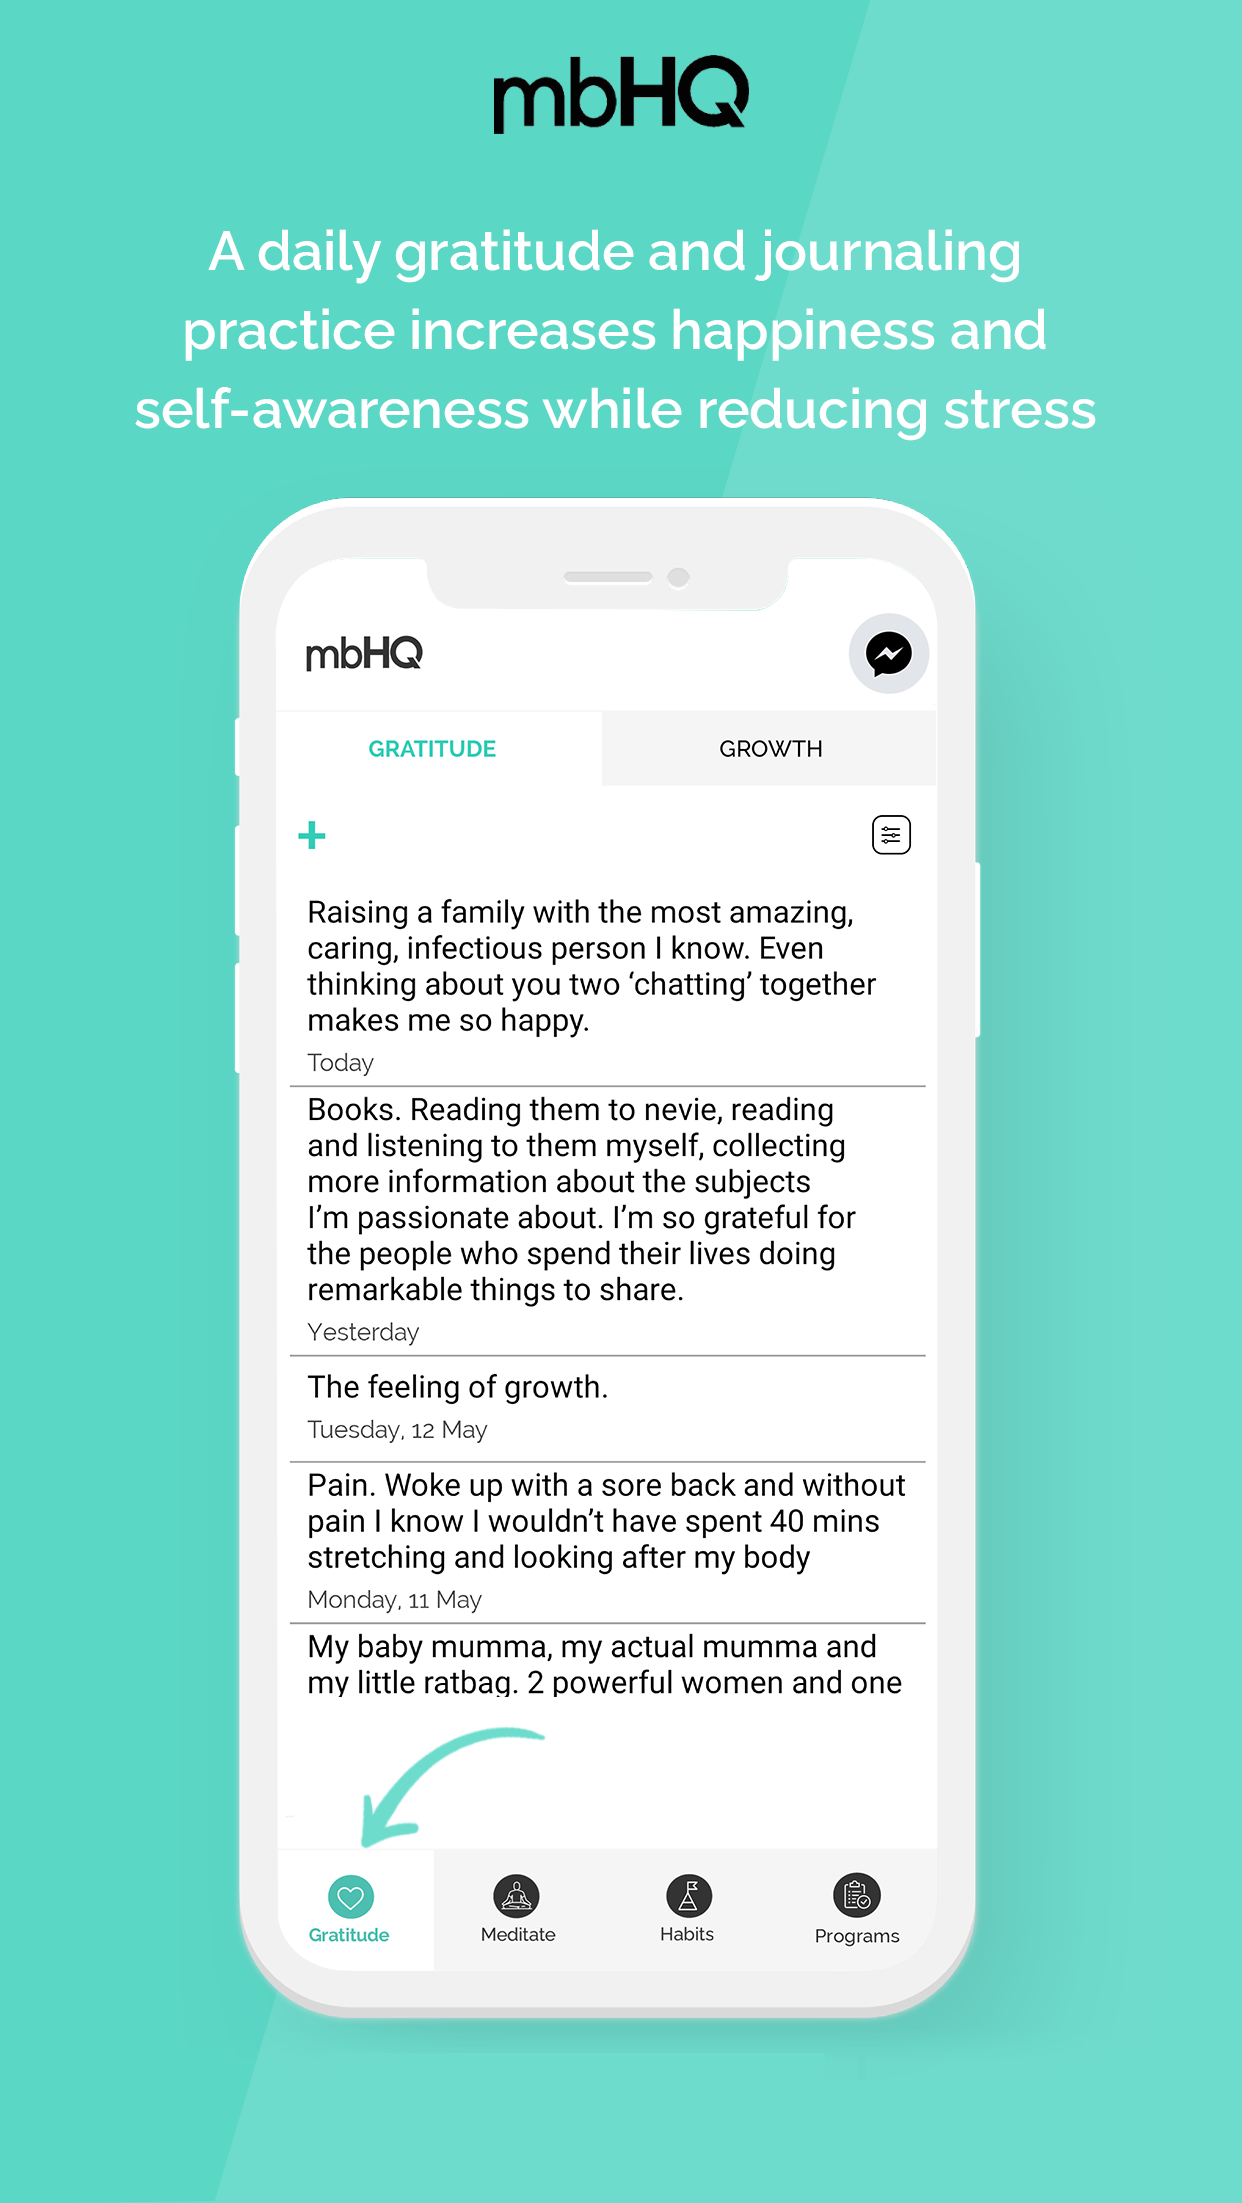 mbHQ
A daily gratitude and journaling
practice increases happiness and
self-awareness while reducing stress
mbHQ
GRATITUDE
GROWTH
Raising a family with the most amazing,
caring, infectious person I know. Even
thinking about you two ‘chatting’ together
makes me so happy.
Today
Books. Reading them to nevie, reading
and listening to them myself, collecting
more information about the subjects
I’m passionate about. I’m so grateful for
the people who spend their lives doing
remarkable things to share.
Yesterday
The feeling of growth.
Tuesday, 12 May
Pain. Woke up with a sore back and without
pain I know I wouldn’t have spent 40 mins
stretching and looking after my body
Monday, 11 May
My baby mumma, my actual mumma and
my little ratbag. 2 powerful women and one
Gratitude
Meditate
Habits
Programs